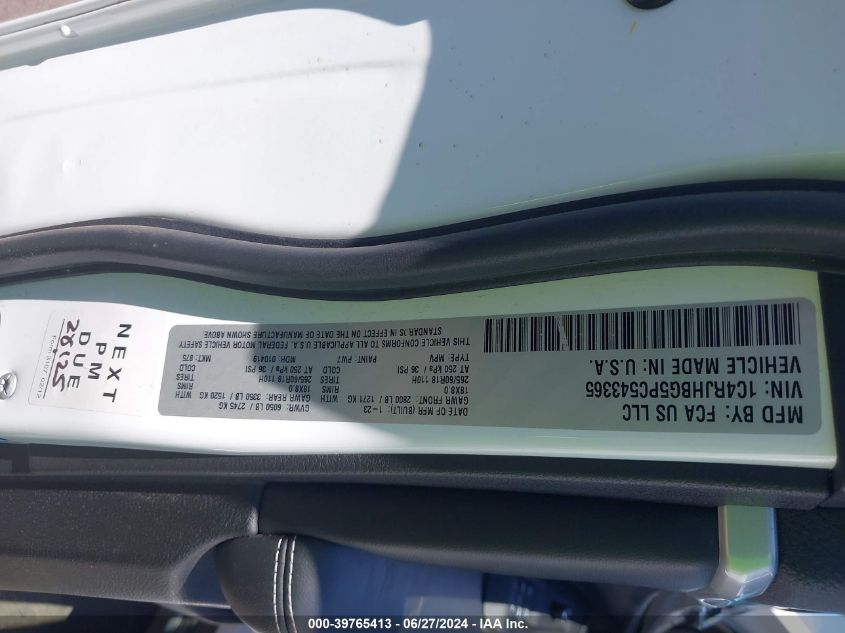 MFD BY: FCA US LLC
VIN: 1C4RJHBG5PC543365
VEHICLE MADE IN: U.S.A.
DATE OF MFR (BUILT): 1-23
GVWR: 6050 LB / 2745 KG
GAWR FRONT: 2800 LB / 1271 KG WITH
GAWR REAR: 3350 LB / 1520 KG WITH
18X8.0 RIMS
18X8.0 RIMS
265/60R18 110H TIRES
265/60R18 110H TIRES
AT 250 kPa / 36 PSI COLD
AT 250 kPa / 36 PSI COLD
TYPE: MPV PAINT: PW7 MDH: 010419 MKT: 875
THIS VEHICLE CONFORMS TO ALL APPLICABLE U.S.A. FEDERAL MOTOR VEHICLE SAFETY
STANDARDS IN EFFECT ON THE DATE OF MANUFACTURE SHOWN ABOVE
NEXT
PM
DUE
000-39765413 / 06/27/2024 / IAA Inc.